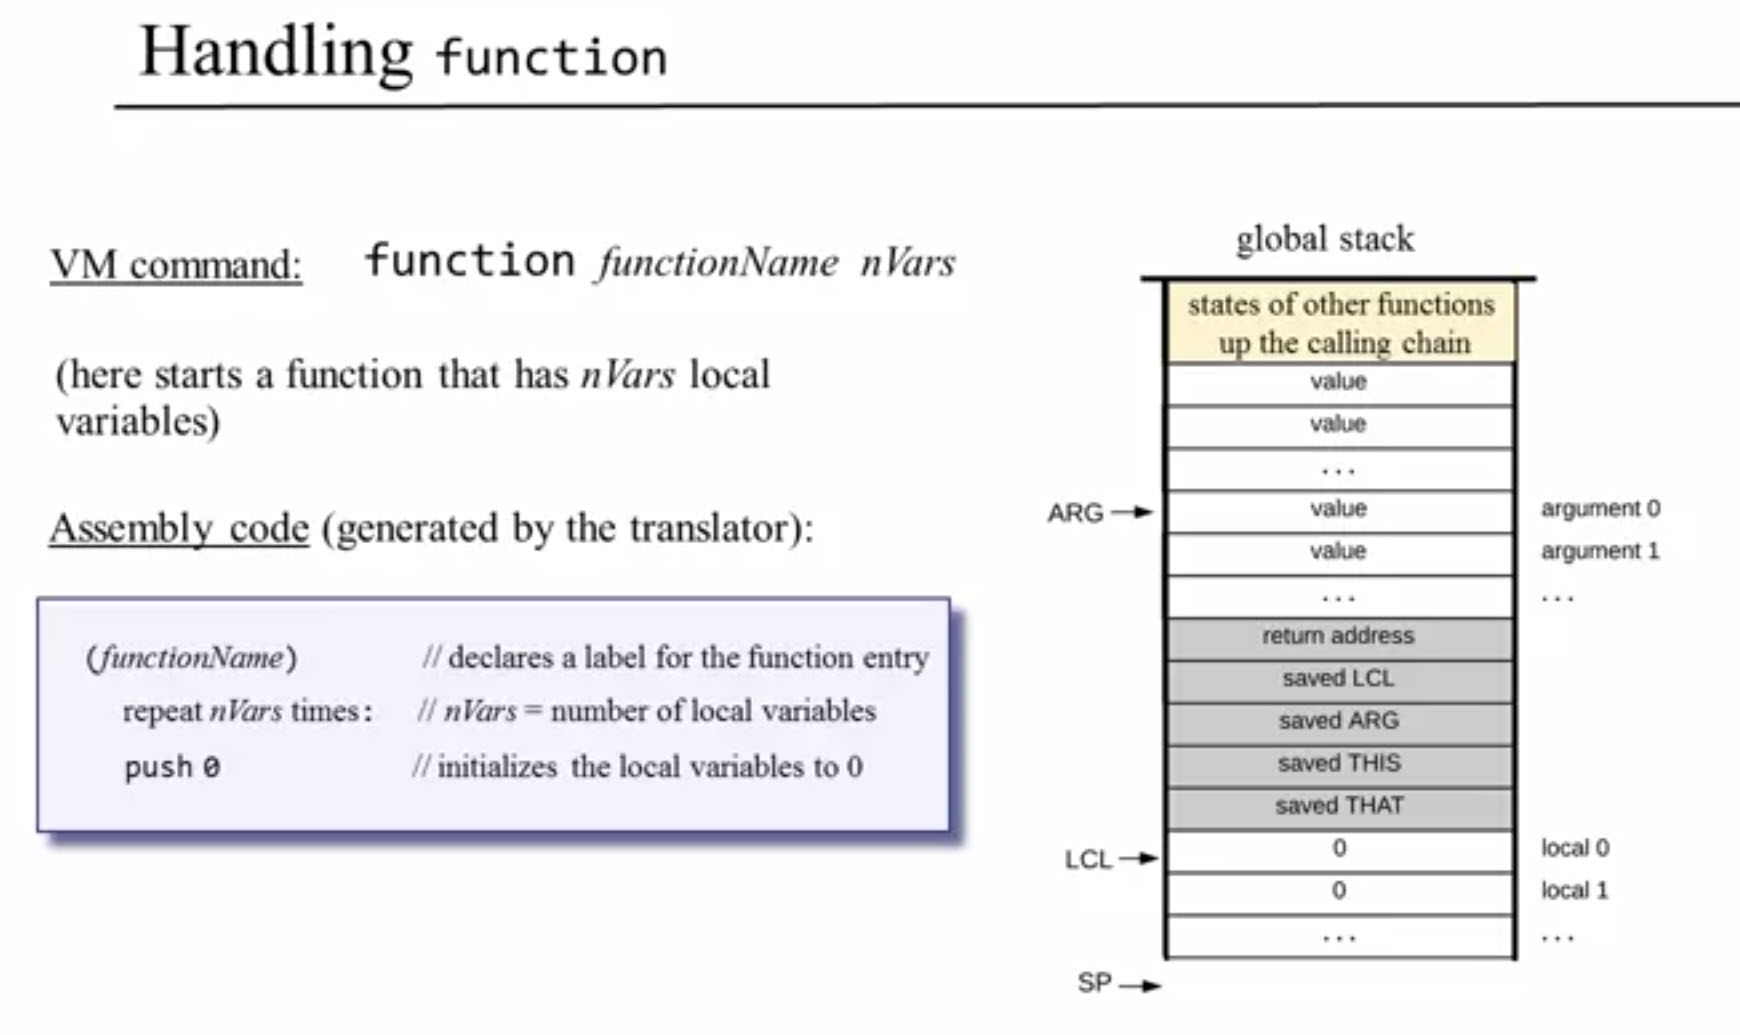 Handling function
VM command: function functionName nVars
(here starts a function that has nVars local
variables)
Assembly code (generated by the translator):
(functionName) // declares a label for the function entry
repeat nVars times: // nVars = number of local variables
push 0 // initializes the local variables to 0
global stack
states of other functions
up the calling chain
value
value
...
ARG value argument 0
value argument 1
... ...
return address
saved LCL
saved ARG
saved THIS
saved THAT
LCL 0 local 0
0 local 1
... ...
SP